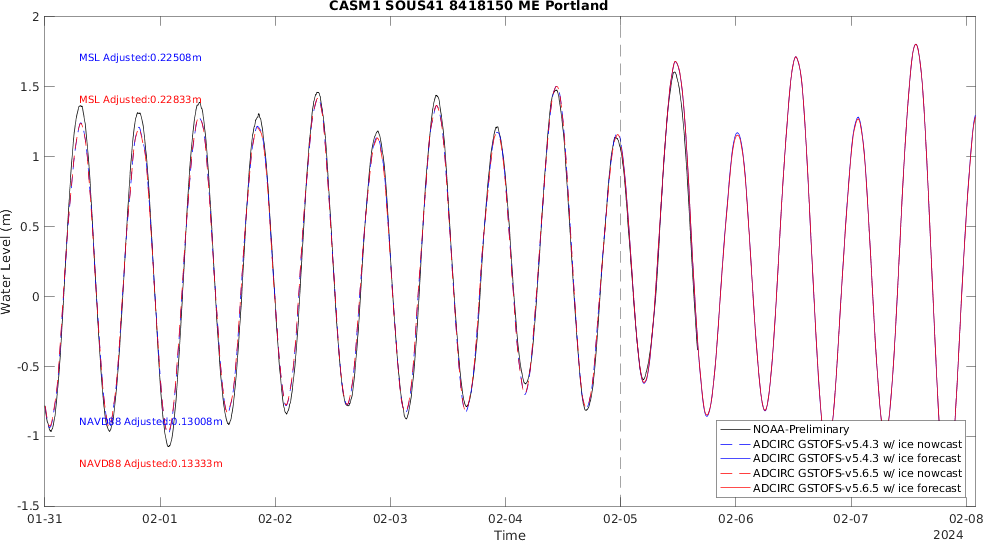 CASM1 SOUS41 8418150 ME Portland
2
MSL Adjusted:0.22508m
1.5
MSL Adjusted:0.22833m
1
0.5
Water Level (m)
0
-0.5
NAVD88 Adjusted:0.13008m
-1
NAVD88 Adjusted:0.13333m
-1.5
NOAA-Preliminary
ADCIRC GSTOFS-v5.4.3 w/ ice nowcast
ADCIRC GSTOFS-v5.4.3 w/ ice forecast
ADCIRC GSTOFS-v5.6.5 w/ ice nowcast
ADCIRC GSTOFS-v5.6.5 w/ ice forecast
01-31 02-01 02-02 02-03 02-04 02-05 02-06 02-07 02-08
Time
2024